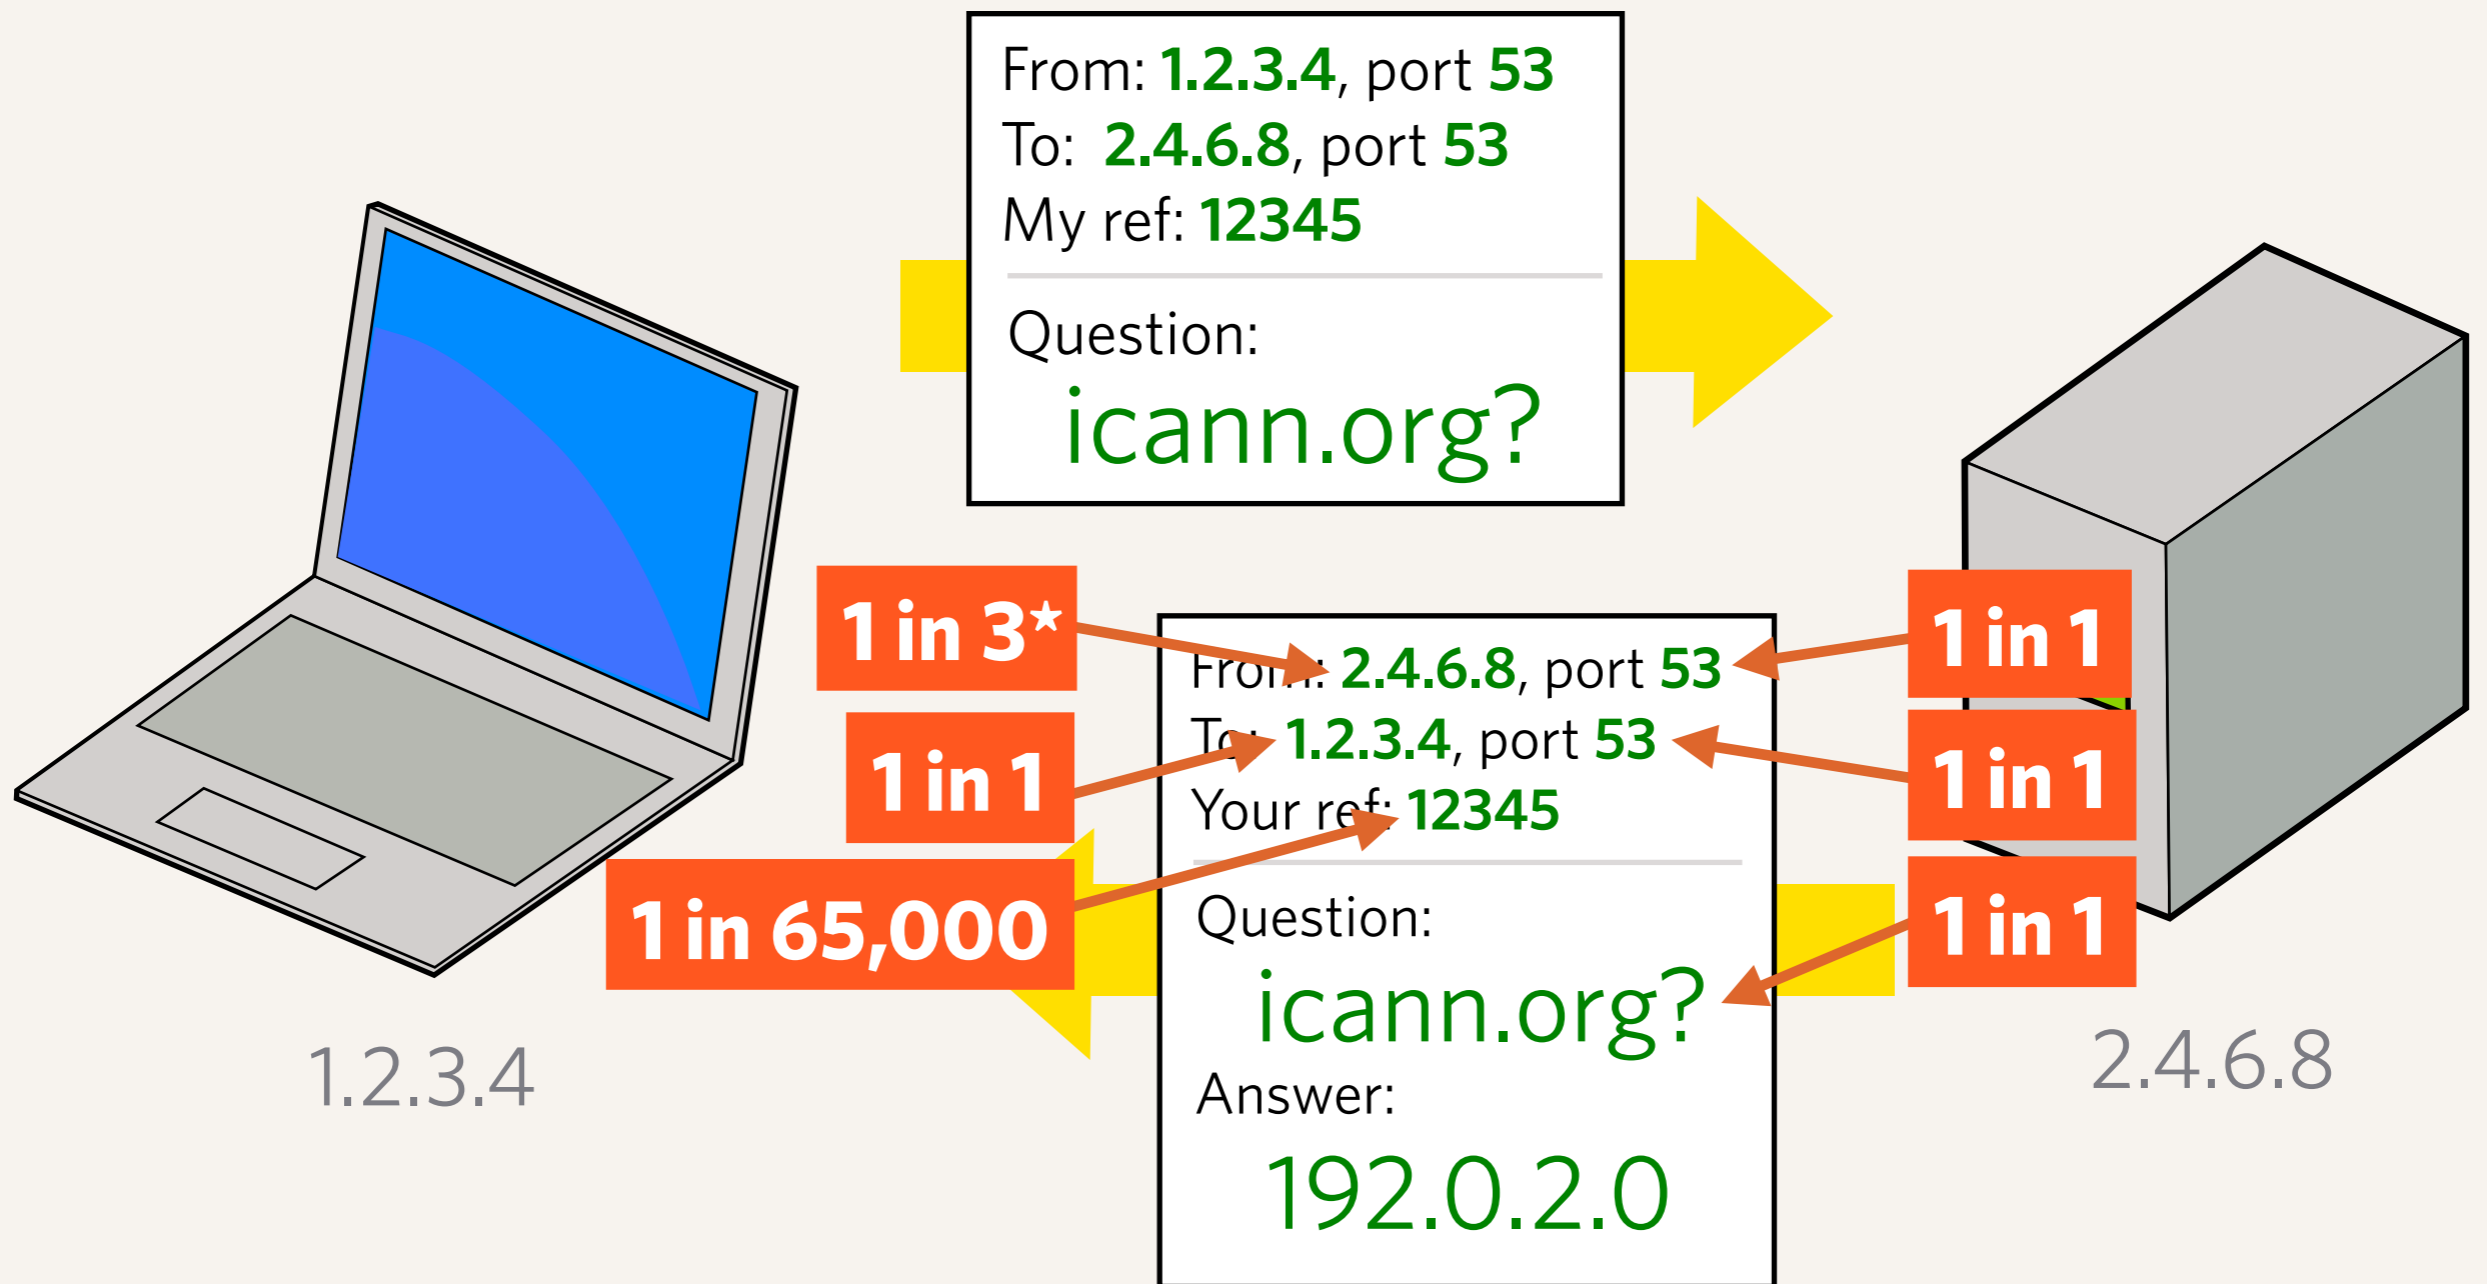 From: 1.2.3.4, port 53
To: 2.4.6.8, port 53
My ref: 12345
Question:
icann.org?
1 in 3*
1 in 1
1 in 65,000
From: 2.4.6.8, port 53
To: 1.2.3.4, port 53
Your ref: 12345
Question:
icann.org?
Answer:
192.0.2.0
1 in 1
1 in 1
1 in 1
1.2.3.4
2.4.6.8